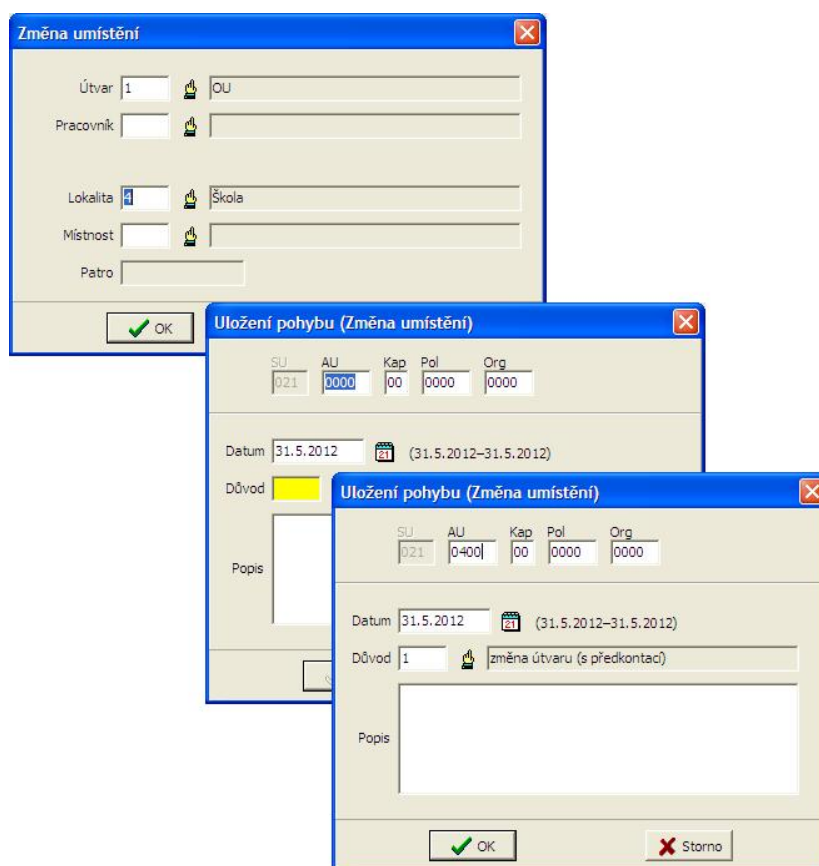 Změna umístění
Útvar 1 OU
Pracovník
Lokalita 4 Škola
Místnost
Patro
OK
Uložení pohybu (Změna umístění)
SU AU Kap Pol Org
021 0000 00 0000 0000
Datum 31.5.2012 21 (31.5.2012–31.5.2012)
Důvod
Popis
Uložení pohybu (Změna umístění)
SU AU Kap Pol Org
021 0400 00 0000 0000
Datum 31.5.2012 21 (31.5.2012–31.5.2012)
Důvod 1 změna útvaru (s předkontací)
Popis
OK Storno